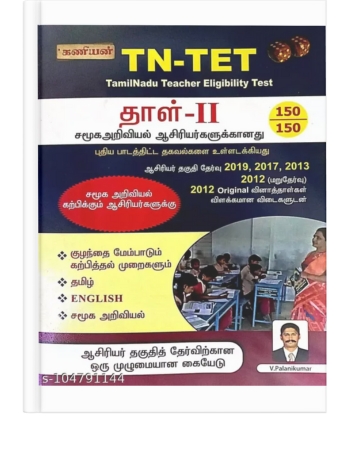 கணியன்
TN-TET
TamilNadu Teacher Eligibility Test
தாள்-II
150
150
சமூகஅறிவியல் ஆசிரியர்களுக்கானது
புதிய பாடத்திட்ட தகவல்களை உள்ளடக்கியது
ஆசிரியர் தகுதி தேர்வு 2019, 2017, 2013
2012 (மறுதேர்வு)
2012 Original வினாத்தாள்கள்
விளக்கமான விடைகளுடன்
சமூக அறிவியல்
கற்பிக்கும் ஆசிரியர்களுக்கு
குழந்தை மேம்பாடும்
கற்பித்தல் முறைகளும்
தமிழ்
ENGLISH
சமூக அறிவியல்
ஆசிரியர் தகுதித் தேர்விற்கான
ஒரு முழுமையான கையேடு
V.Palanikumar
s-104791144